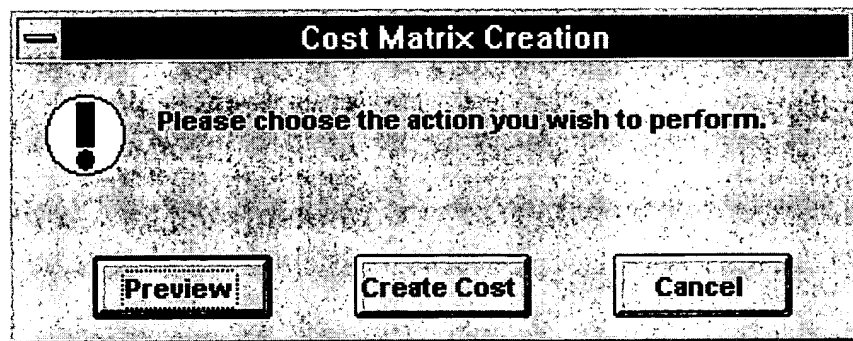 Cost Matrix Creation
Please choose the action you wish to perform.
Preview
Create Cost
Cancel